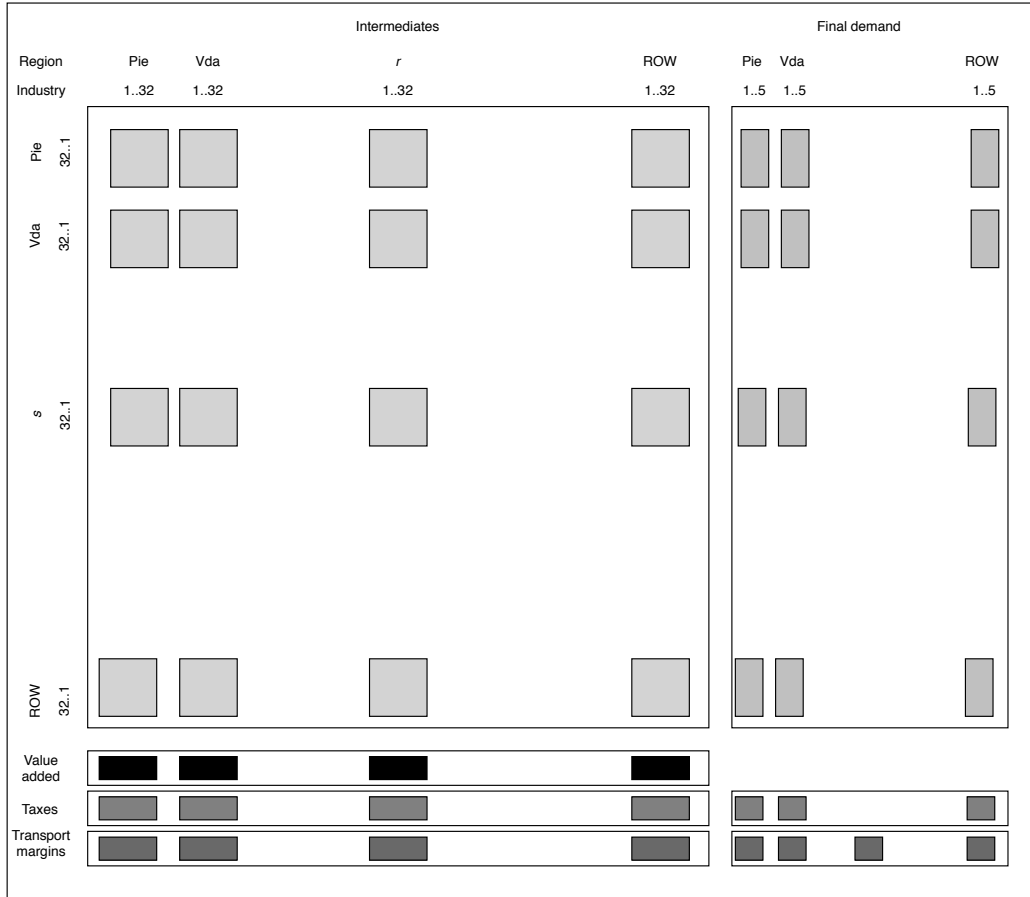 Intermediates Final demand
Region Pie Vda r ROW Pie Vda ROW
Industry 1..32 1..32 1..32 1..32 1..5 1..5 1..5
Pie 32..1
Vda 32..1
s 32..1
ROW 32..1
Value
added
Taxes
Transport
margins